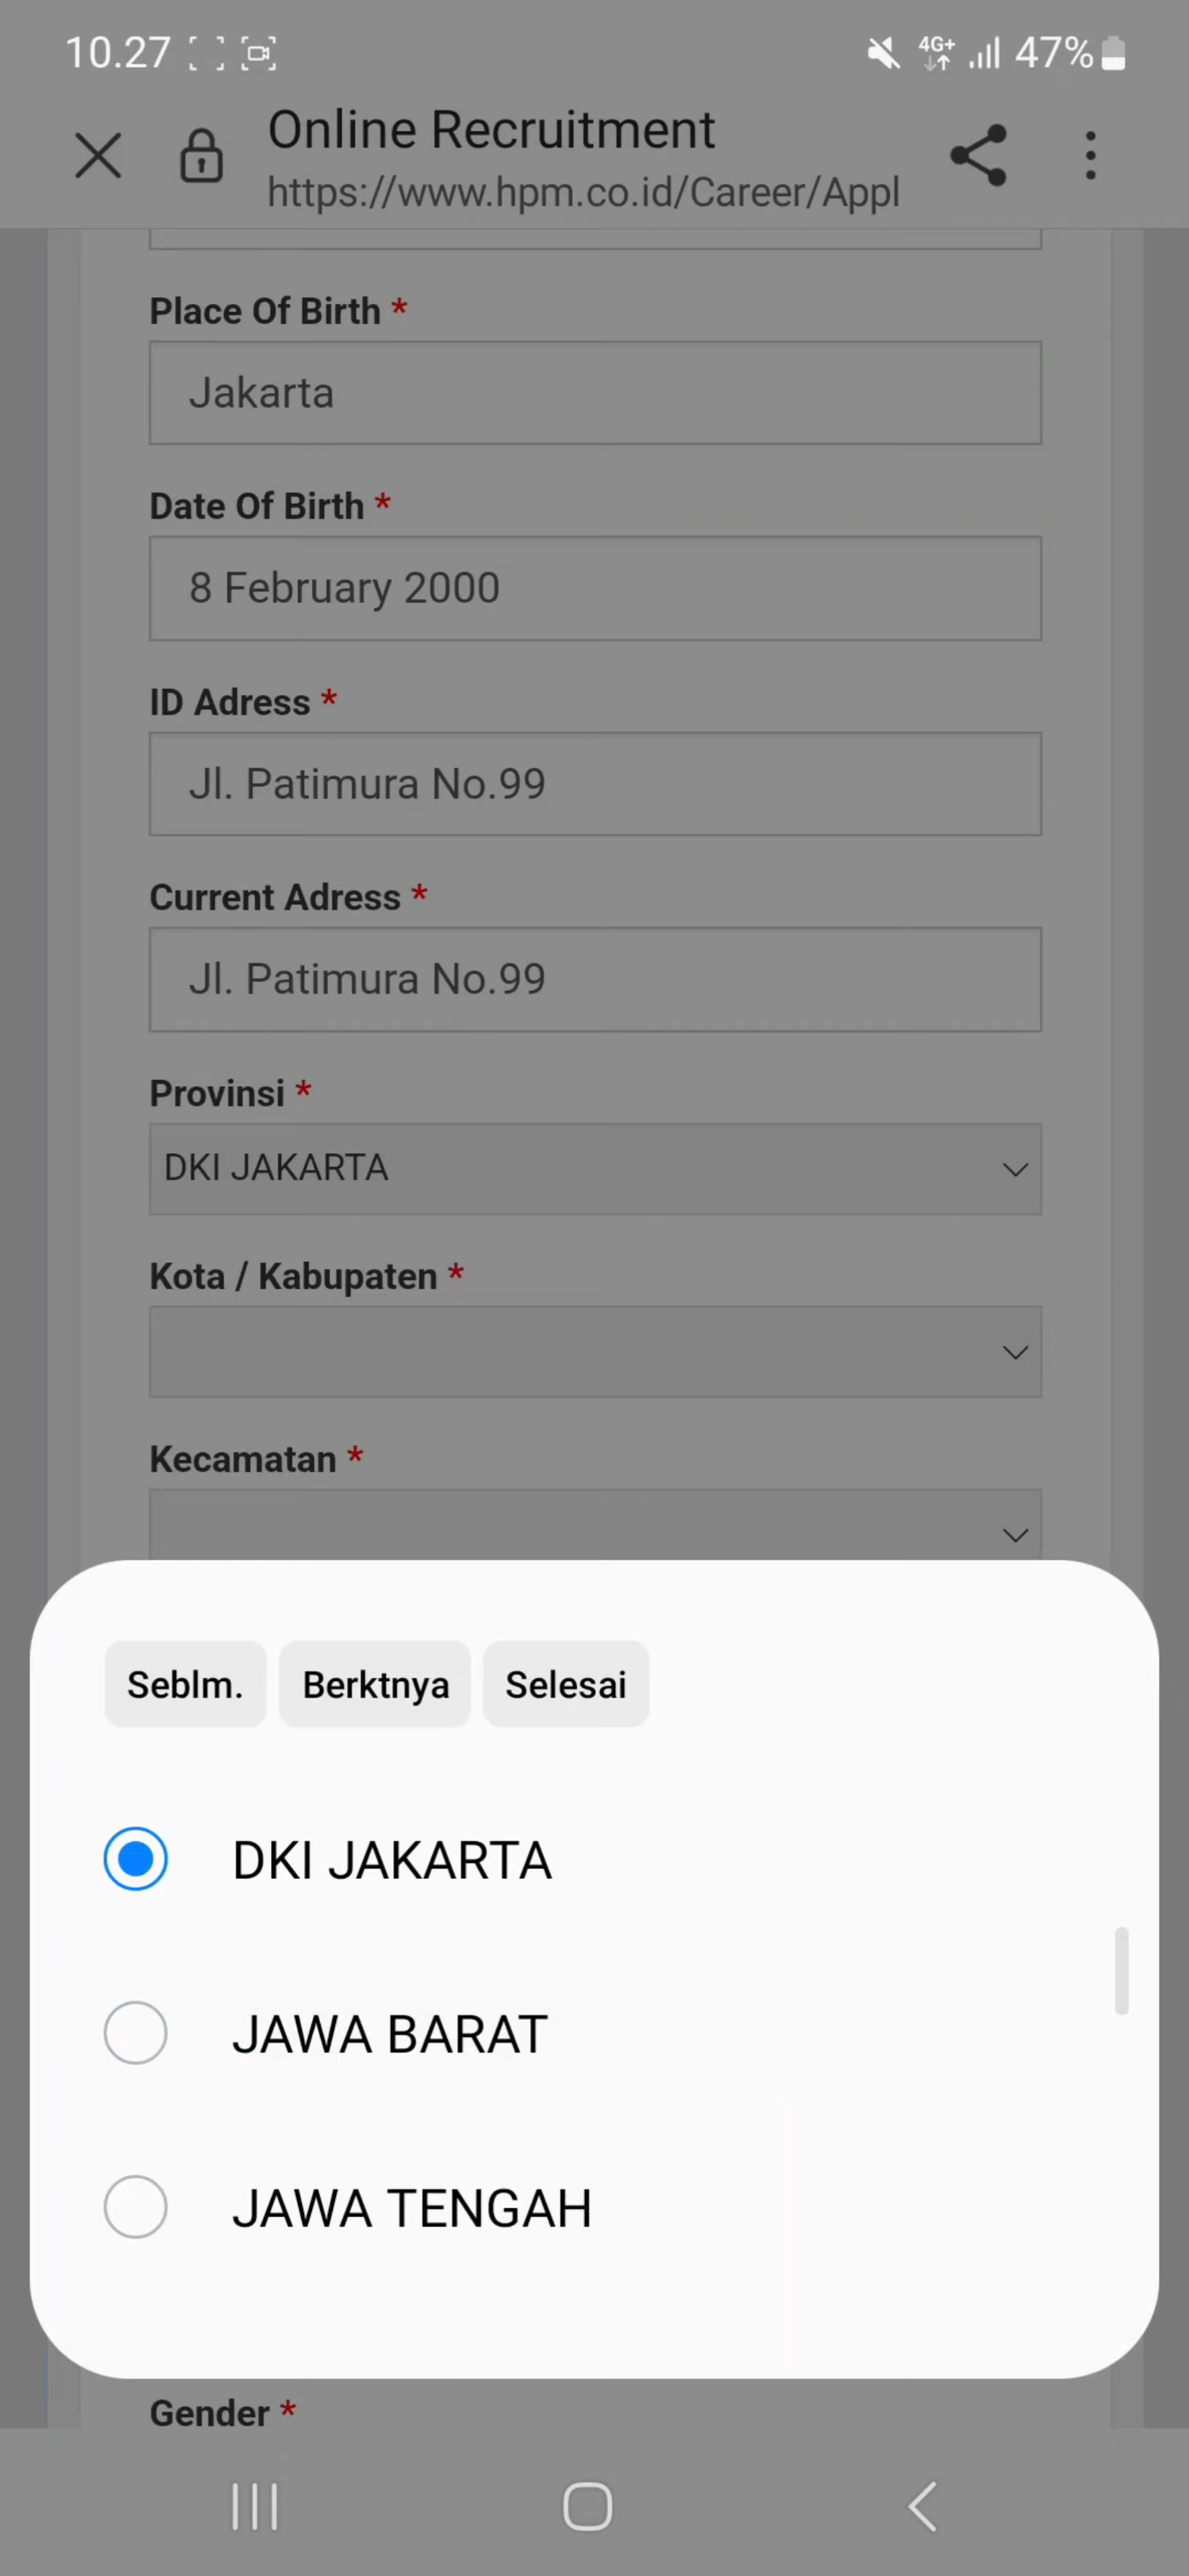 10.27
4G+
47%
Online Recruitment
https://www.hpm.co.id/Career/Appl
Place Of Birth *
Jakarta
Date Of Birth *
8 February 2000
ID Adress *
Jl. Patimura No.99
Current Adress *
Jl. Patimura No.99
Provinsi *
DKI JAKARTA
Kota / Kabupaten *
Kecamatan *
Seblm. Berktnya Selesai
DKI JAKARTA
JAWA BARAT
JAWA TENGAH
Gender *